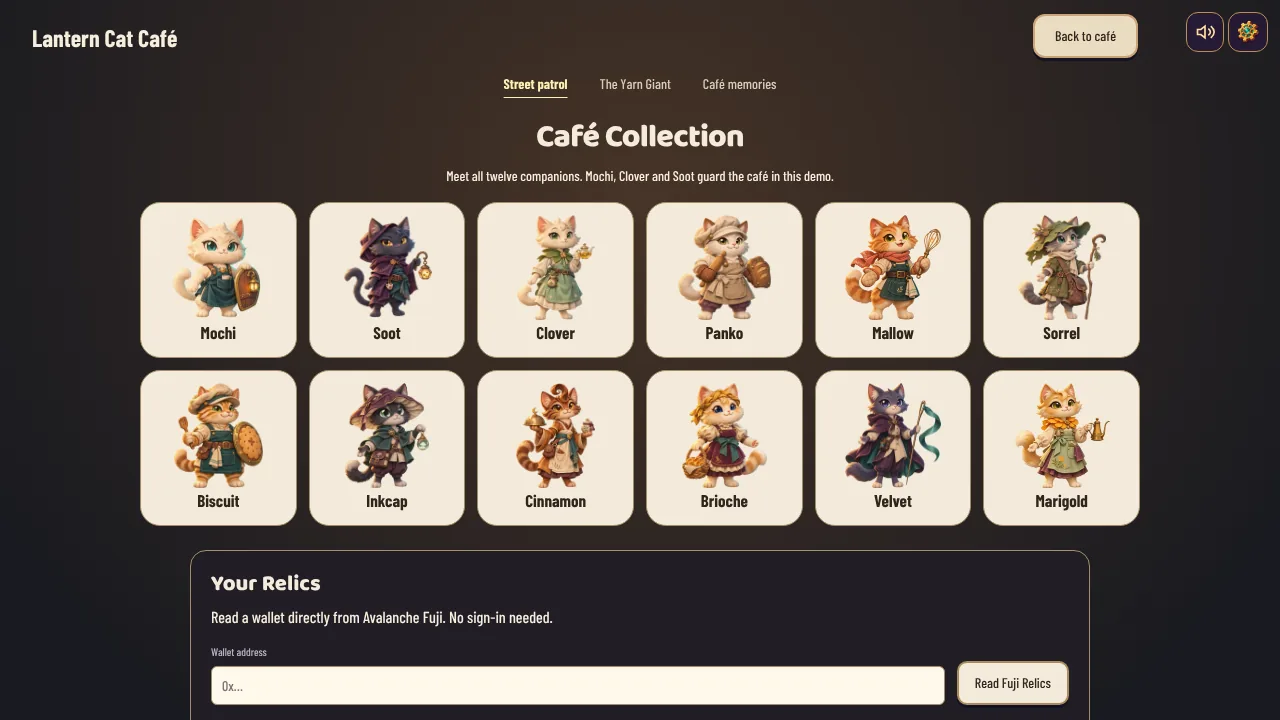 Lantern Cat Café
Back to café
Street patrol
The Yarn Giant
Café memories
Café Collection
Meet all twelve companions. Mochi, Clover and Soot guard the café in this demo.
Mochi
Soot
Clover
Panko
Mallow
Sorrel
Biscuit
Inkcap
Cinnamon
Brioche
Velvet
Marigold
Your Relics
Read a wallet directly from Avalanche Fuji. No sign-in needed.
Wallet address
0x...
Read Fuji Relics